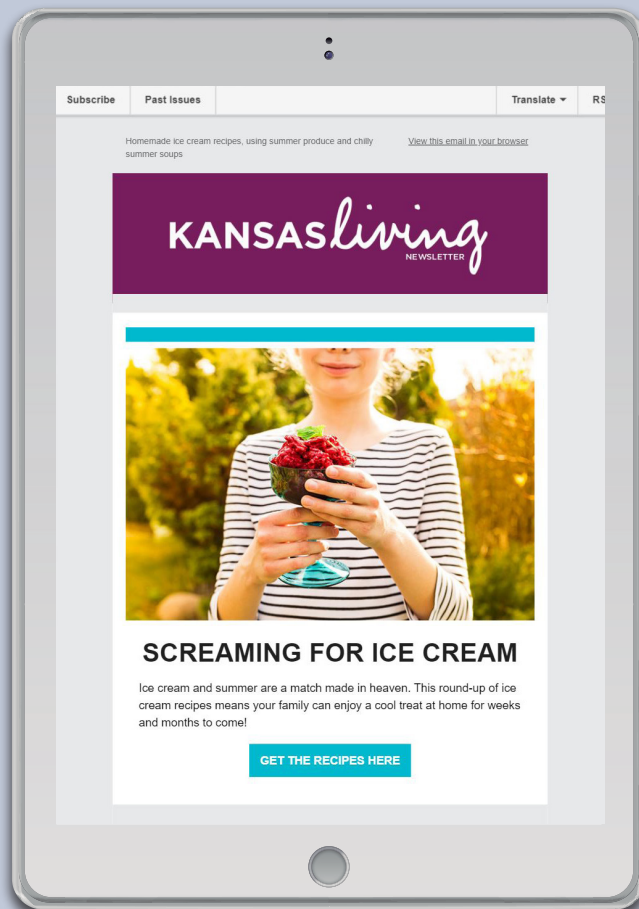 Subscribe
Past Issues
Translate
RS
Homemade ice cream recipes, using summer produce and chilly
summer soups
View this email in your browser
KANSAS living
NEWSLETTER
SCREAMING FOR ICE CREAM
Ice cream and summer are a match made in heaven. This round-up of ice
cream recipes means your family can enjoy a cool treat at home for weeks
and months to come!
GET THE RECIPES HERE